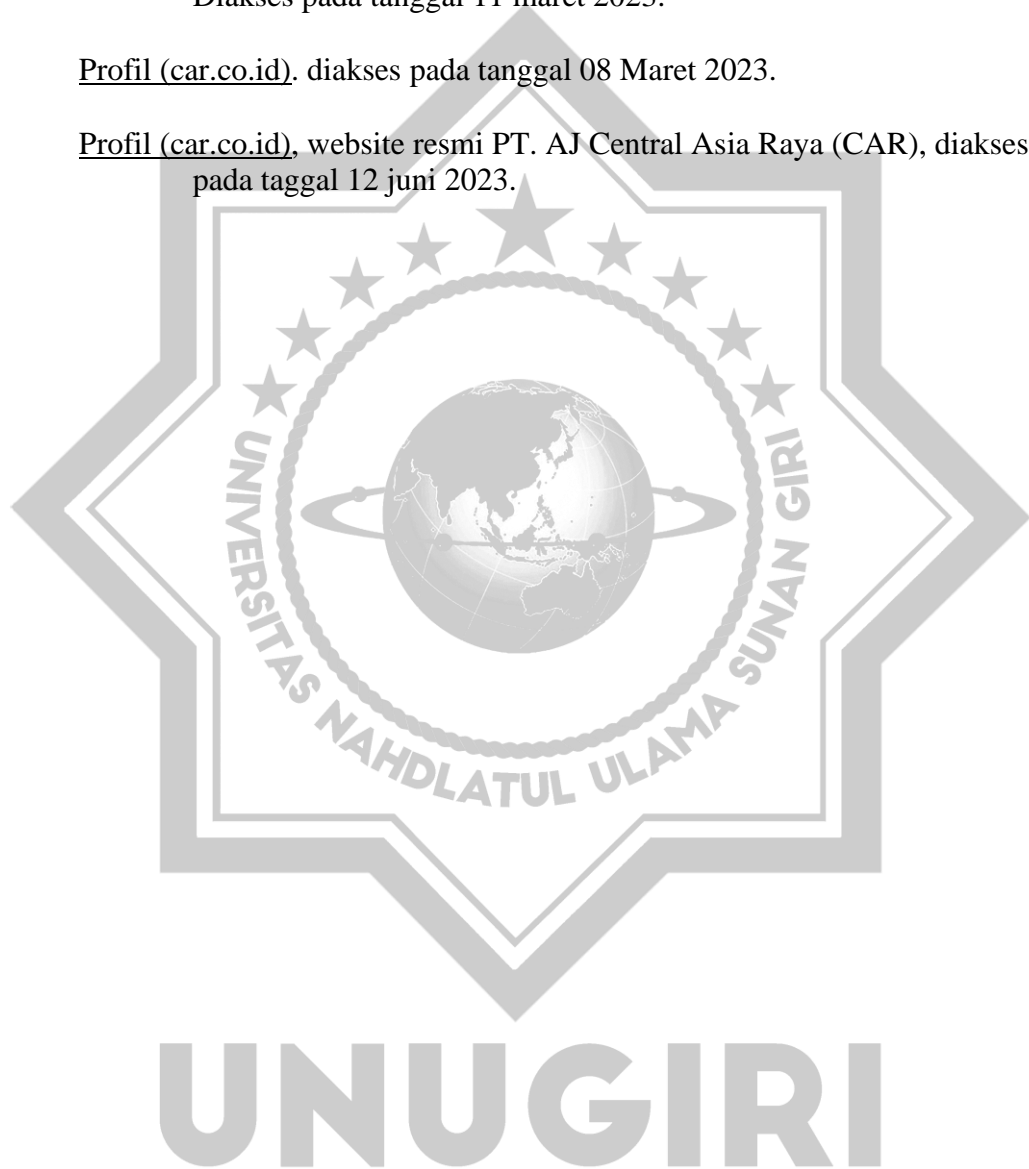 Diakses pada tanggal 11 maret 2023.
Profil (car.co.id). diakses pada tanggal 08 Maret 2023.
Profil (car.co.id), website resmi PT. AJ Central Asia Raya (CAR), diakses
pada taggal 12 juni 2023.
UNIVERSITAS NAHDLATUL ULAMA SUNAN GIRI
UNUGIRI